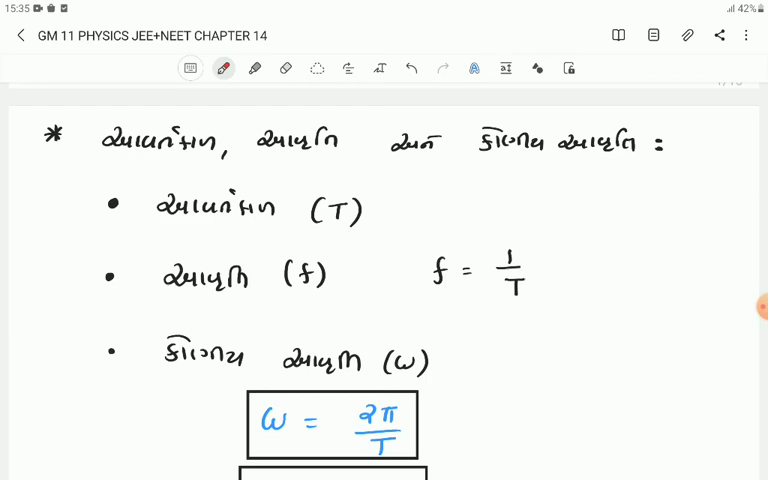 15:35 42%
GM 11 PHYSICS JEE+NEET CHAPTER 14
* આવર્તકાળ, આવૃત્તિ અને કોણીય આવૃત્તિ :
• આવર્તકાળ (T)
• આવૃત્તિ (f) f = 1/T
• કોણીય આવૃત્તિ (ω)
ω = 2π/T